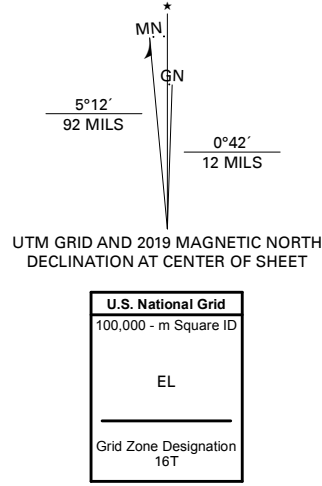 ★
M.N.
GN
5°12´
92 MILS
0°42´
12 MILS
UTM GRID AND 2019 MAGNETIC NORTH
DECLINATION AT CENTER OF SHEET
U.S. National Grid
100,000 - m Square ID
EL
Grid Zone Designation
16T